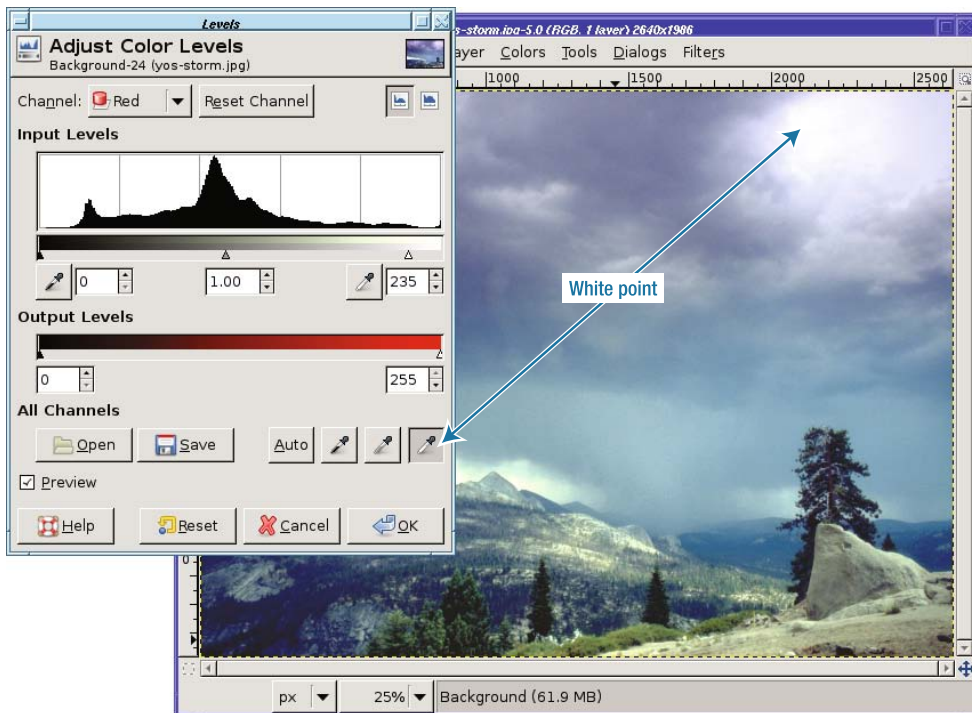 Levels
Adjust Color Levels
Background-24 (yos-storm.jpg)
Channel: Red
Reset Channel
Input Levels
0
1.00
235
Output Levels
0
255
All Channels
Open
Save
Auto
Preview
Help
Reset
Cancel
OK
s-storm.jpg-5.0 (RGB, 1 layer) 2640x1986
ayer Colors Tools Dialogs Filters
1000 1500 2000 2500
White point
0
px 25% Background (61.9 MB)